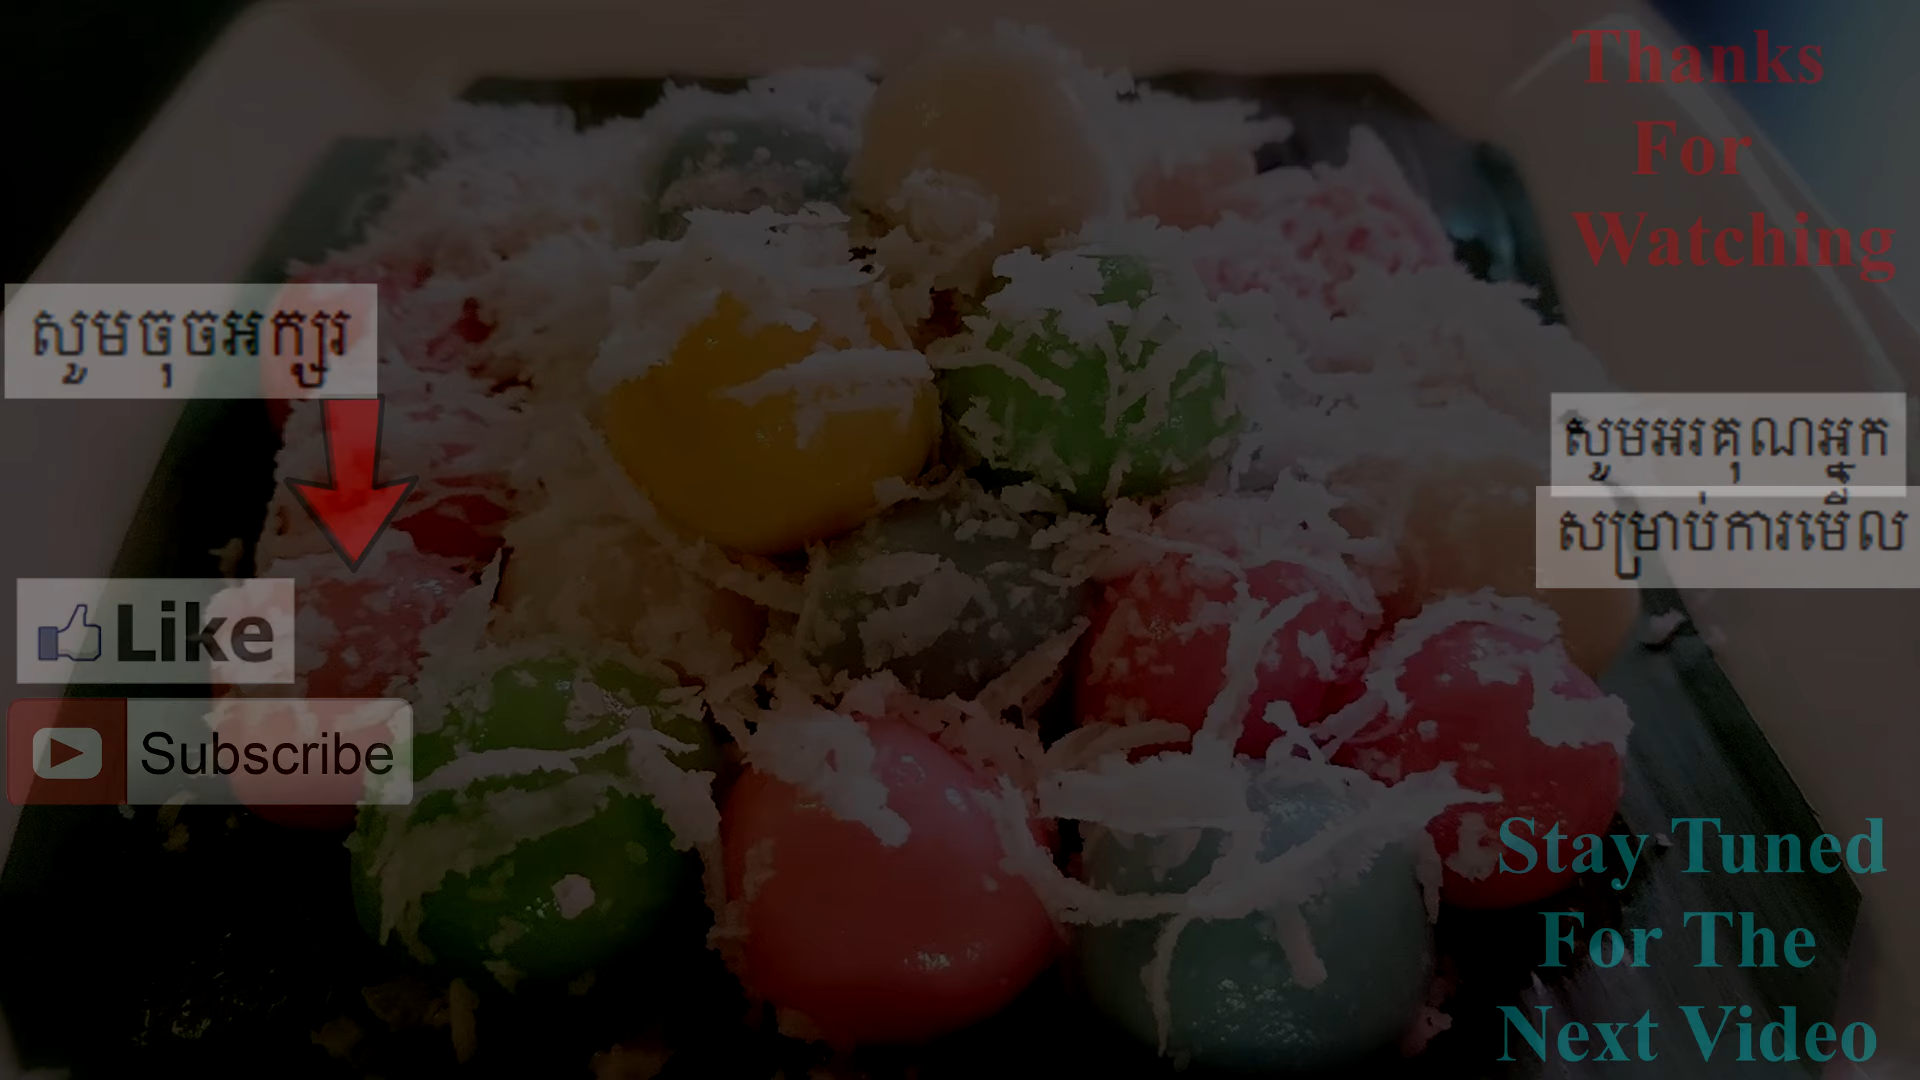 Thanks
For
Watching
សូមចុចអក្សរ
សូមអរគុណអ្នក
សម្រាប់ការមើល
Like
Subscribe
Stay Tuned
For The
Next Video